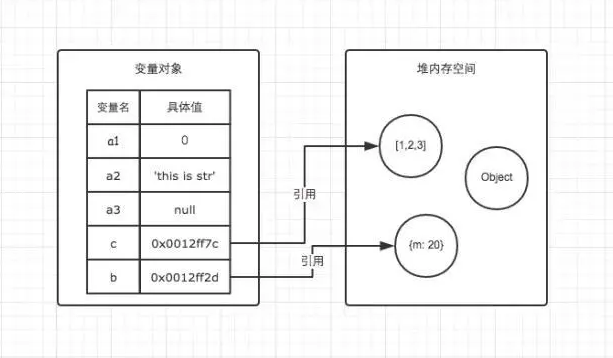 变量对象
变量名 具体值
a1 0
a2 'this is str'
a3 null
c 0x0012ff7c
b 0x0012ff2d
引用
引用
堆内存空间
[1,2,3]
Object
{m: 20}